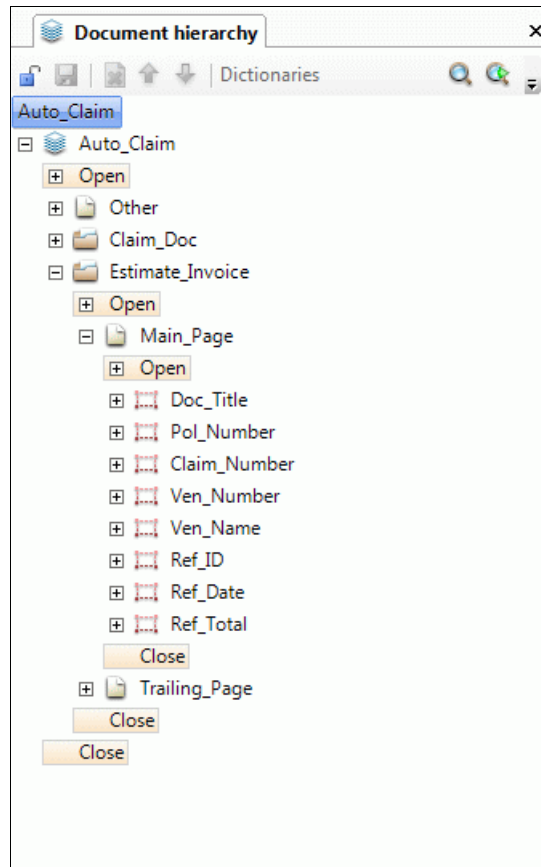 Document hierarchy
Dictionaries
Auto_Claim
Auto_Claim
Open
Other
Claim_Doc
Estimate_Invoice
Open
Main_Page
Open
Doc_Title
Pol_Number
Claim_Number
Ven_Number
Ven_Name
Ref_ID
Ref_Date
Ref_Total
Close
Trailing_Page
Close
Close